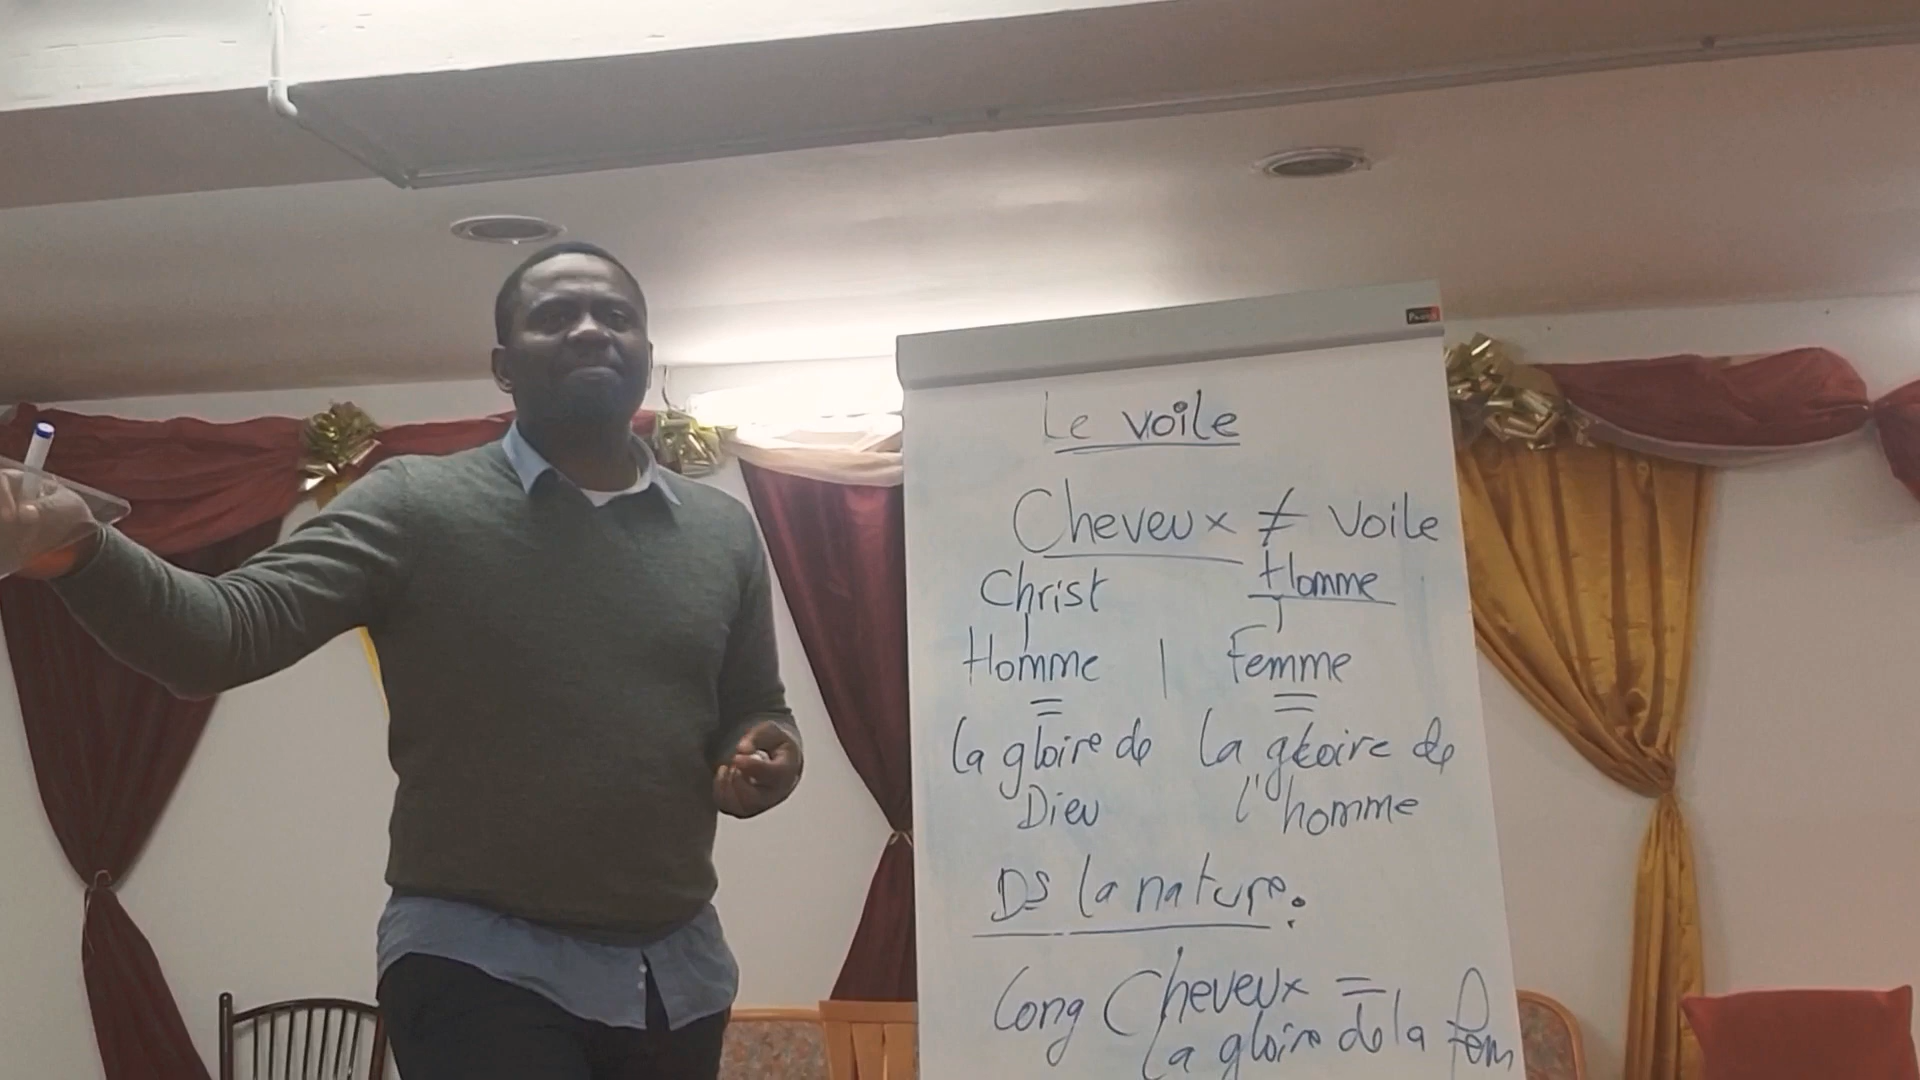 Le voile
Cheveux ≠ Voile
Christ Homme
Homme | Femme
= =
la gloire de La gloire de
Dieu l'homme
Ds la nature:
Long Cheveux =
La gloire de la fem